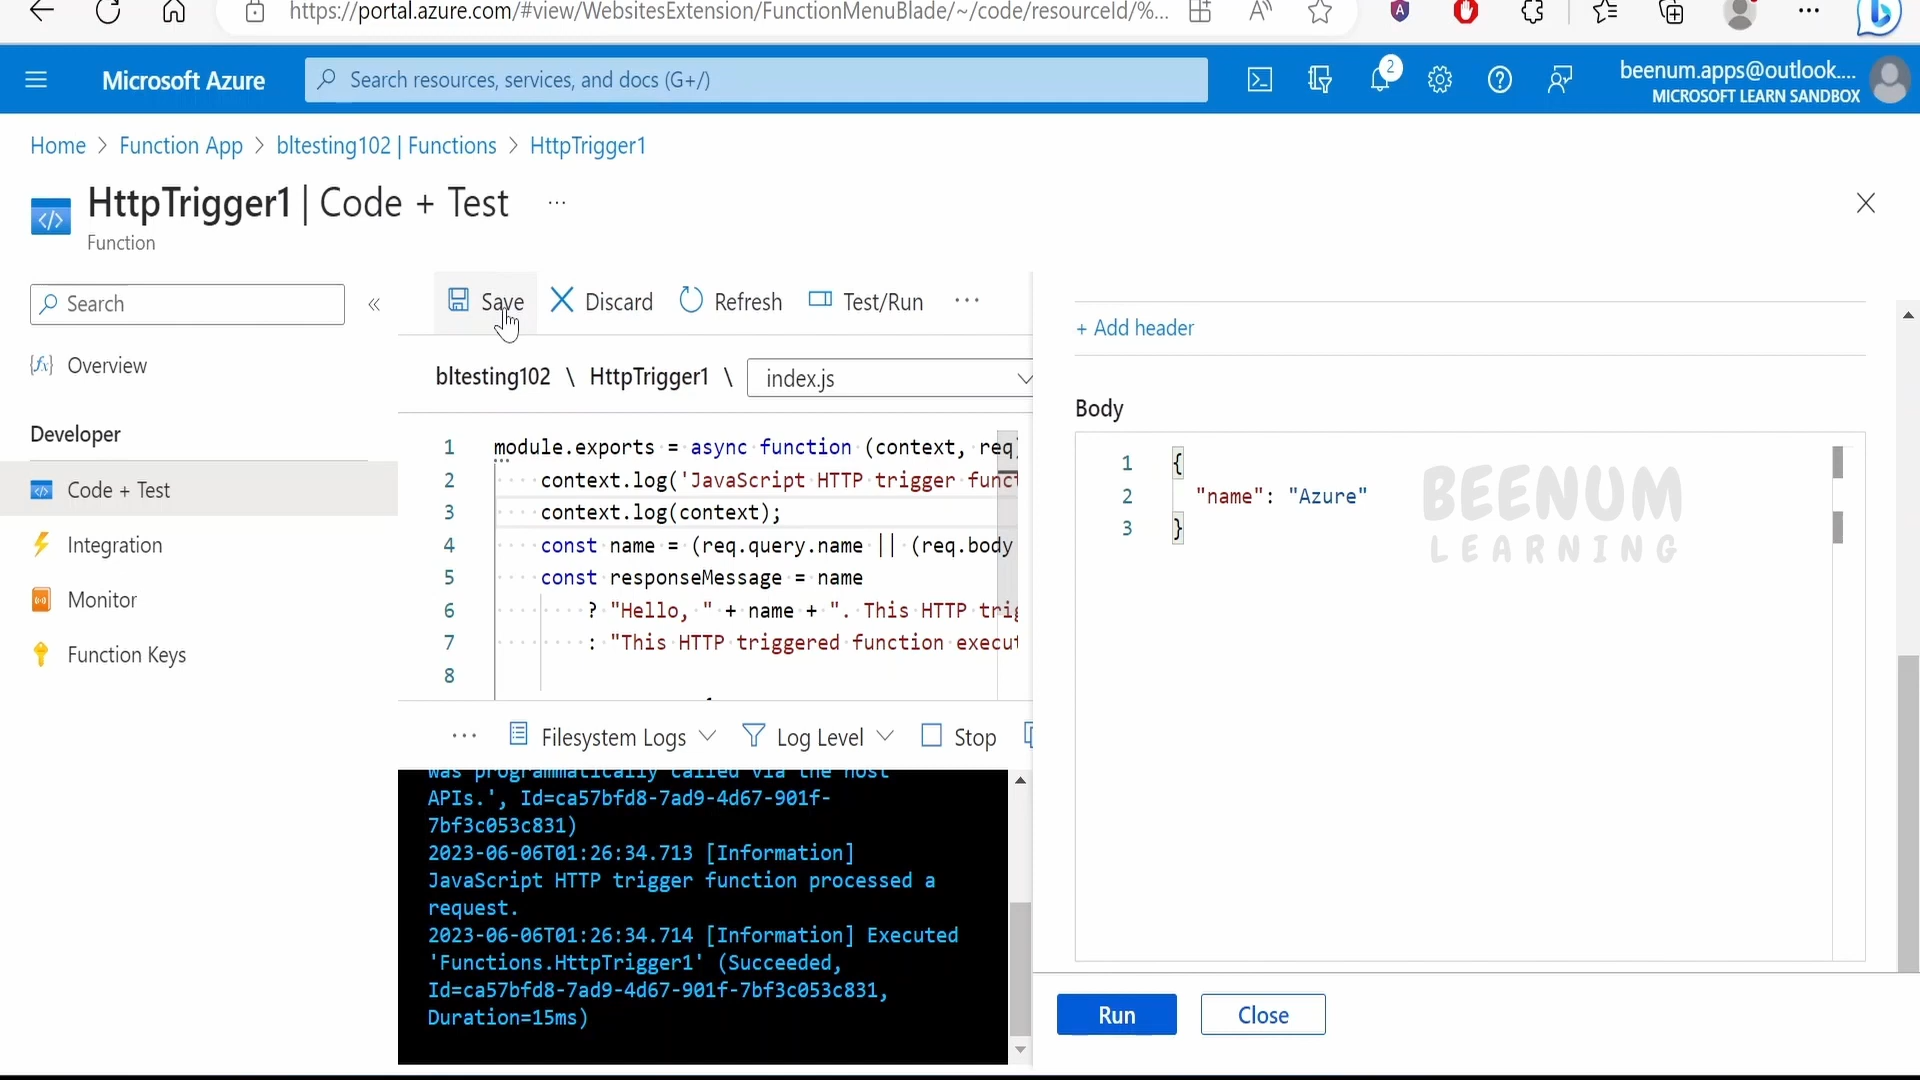 https://portal.azure.com/#view/WebsitesExtension/FunctionMenuBlade/~/code/resourceId/%...
Microsoft Azure
Search resources, services, and docs (G+/)
2
beenum.apps@outlook....
MICROSOFT LEARN SANDBOX
Home > Function App > bltesting102 | Functions > HttpTrigger1
HttpTrigger1 | Code + Test ...
Function
Search
«
Overview
Developer
Code + Test
Integration
Monitor
Function Keys
Save
Discard
Refresh
Test/Run
...
bltesting102 \ HttpTrigger1 \ index.js
1 module.exports = async function (context, req)
2 context.log('JavaScript HTTP trigger funct
3 context.log(context);
4 const name = (req.query.name || (req.body
5 const responseMessage = name
6 ? "Hello, " + name + ". This HTTP trig
7 : "This HTTP triggered function execut
8
... Filesystem Logs Log Level Stop
was programmatically called via the host
APIs.', Id=ca57bfd8-7ad9-4d67-901f-
7bf3c053c831)
2023-06-06T01:26:34.713 [Information]
JavaScript HTTP trigger function processed a
request.
2023-06-06T01:26:34.714 [Information] Executed
'Functions.HttpTrigger1' (Succeeded,
Id=ca57bfd8-7ad9-4d67-901f-7bf3c053c831,
Duration=15ms)
+ Add header
Body
1 {
2 "name": "Azure"
3 }
BEENUM
LEARNING
Run
Close